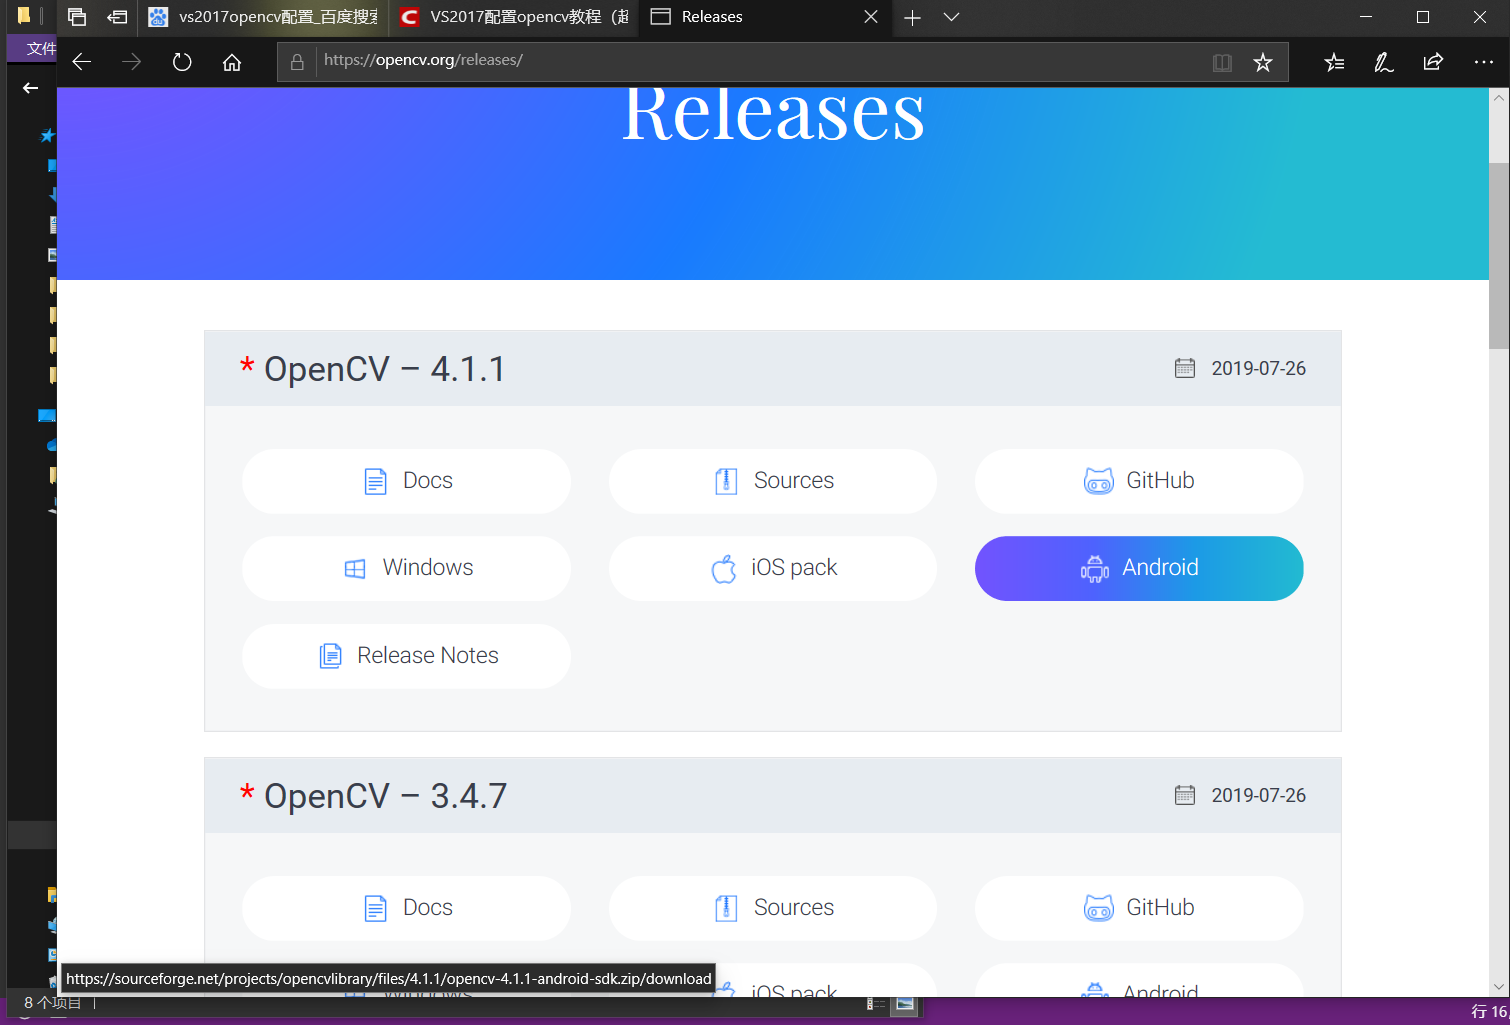 vs2017opencv配置_百度搜索
VS2017配置opencv教程（超
Releases
文件
https://opencv.org/releases/
Releases
* OpenCV – 4.1.1
2019-07-26
Docs
Sources
GitHub
Windows
iOS pack
Android
Release Notes
* OpenCV – 3.4.7
2019-07-26
Docs
Sources
GitHub
Windows
iOS pack
Android
https://sourceforge.net/projects/opencvlibrary/files/4.1.1/opencv-4.1.1-android-sdk.zip/download
8 个项目
行 16